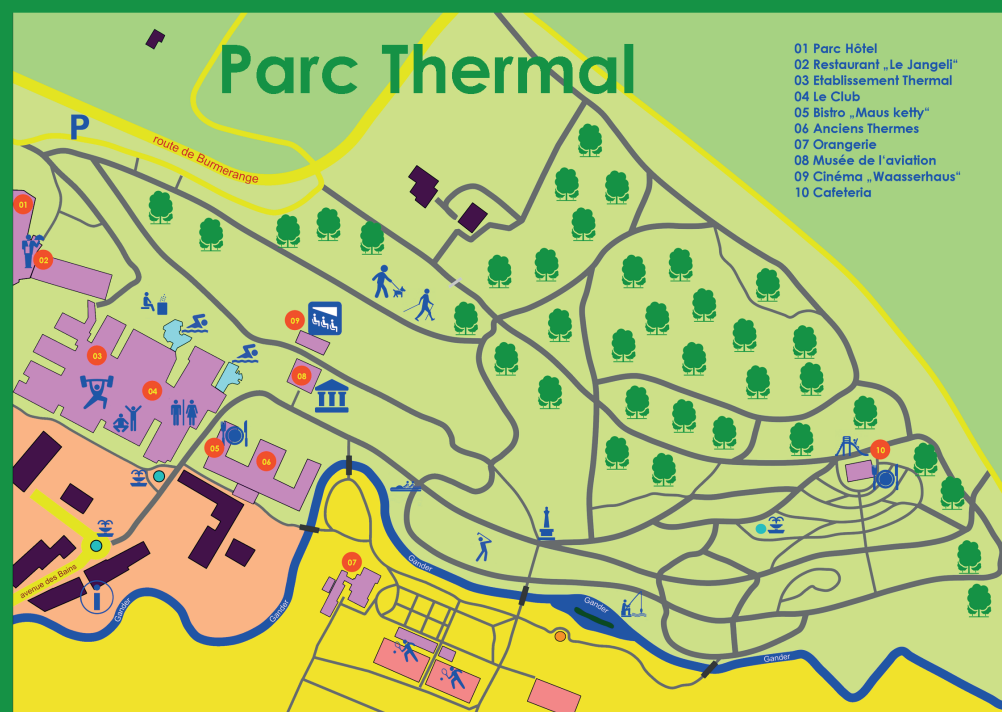 Parc Thermal
01 Parc Hôtel
02 Restaurant „Le Jangeli“
03 Etablissement Thermal
04 Le Club
05 Bistro „Maus ketty“
06 Anciens Thermes
07 Orangerie
08 Musée de l‘aviation
09 Cinéma „Waasserhaus“
10 Cafeteria
P
route de Burmerange
01
02
09
03
08
04
05
06
10
07
avenue des Bains
i
Gander
Gander
Gander
Gander
Gander